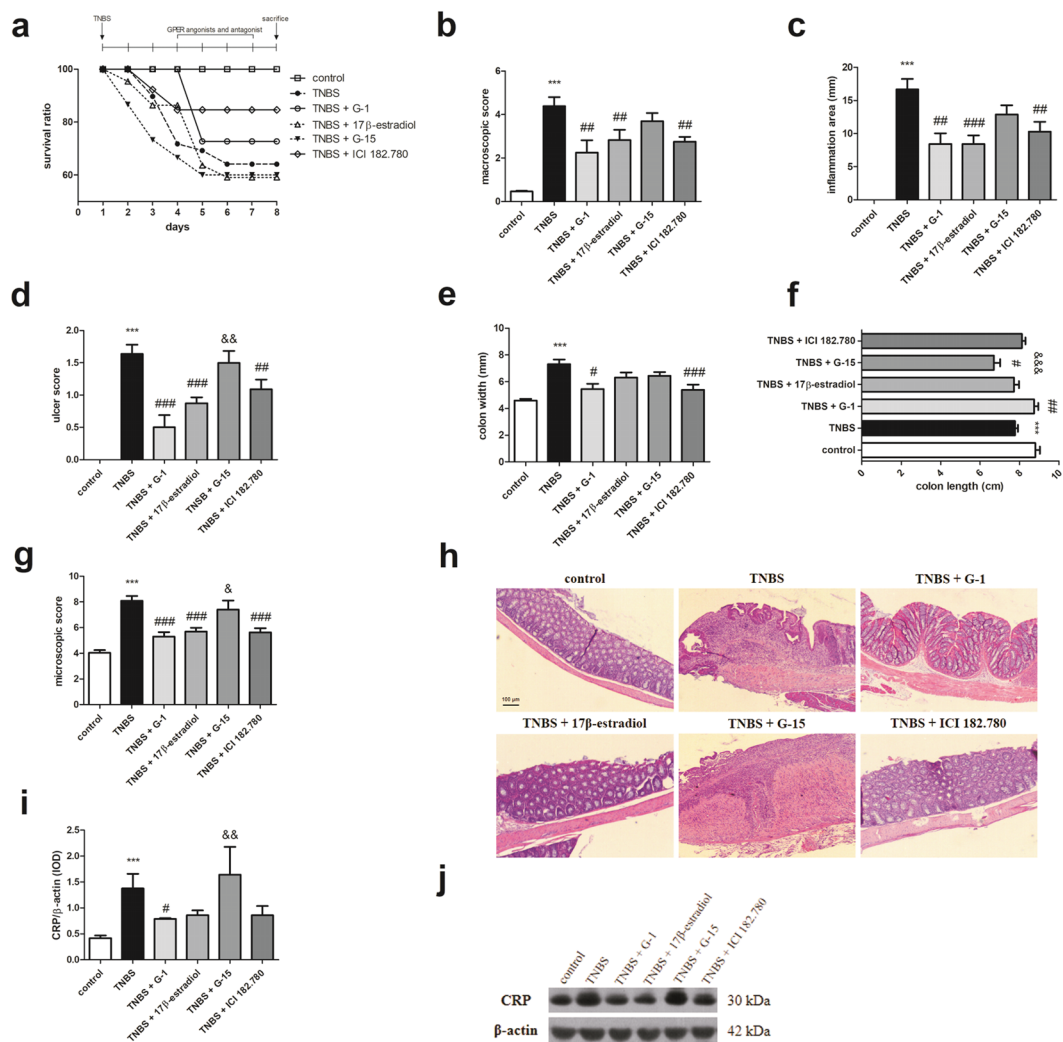 a
TNBS
GPER angonists and antagonist
sacrifice
survival ratio
100
80
60
0 1 2 3 4 5 6 7 8
days
control
TNBS
TNBS + G-1
TNBS + 17β-estradiol
TNBS + G-15
TNBS + ICI 182.780
b
macroscopic score
6
4
2
0
***
##
##
##
control
TNBS
TNBS + G-1
TNBS + 17β-estradiol
TNBS + G-15
TNBS + ICI 182.780
c
inflammation area (mm)
20
15
10
5
0
***
##
###
##
control
TNBS
TNBS + G-1
TNBS + 17β-estradiol
TNBS + G-15
TNBS + ICI 182.780
d
ulcer score
2.0
1.5
1.0
0.5
0.0
***
###
###
&&
##
control
TNBS
TNBS + G-1
TNBS + 17β-estradiol
TNSB + G-15
TNBS + ICI 182.780
e
colon width (mm)
8
6
4
2
0
***
#
###
control
TNBS
TNBS + G-1
TNBS + 17β-estradiol
TNBS + G-15
TNBS + ICI 182.780
f
TNBS + ICI 182.780
TNBS + G-15
TNBS + 17β-estradiol
TNBS + G-1
TNBS
control
#
&&&
##
***
0 2 4 6 8 10
colon length (cm)
g
microscopic score
10
8
6
4
2
0
***
###
###
&
###
control
TNBS
TNBS + G-1
TNBS + 17β-estradiol
TNBS + G-15
TNBS + ICI 182.780
h
control
TNBS
TNBS + G-1
100 µm
TNBS + 17β-estradiol
TNBS + G-15
TNBS + ICI 182.780
i
CRP/β-actin (IOD)
2.5
2.0
1.5
1.0
0.5
0.0
***
#
&&
control
TNBS
TNBS + G-1
TNBS + 17β-estradiol
TNBS + G-15
TNBS + ICI 182.780
j
control
TNBS
TNBS + G-1
TNBS + 17β-estradiol
TNBS + G-15
TNBS + ICI 182.780
CRP 30 kDa
β-actin 42 kDa